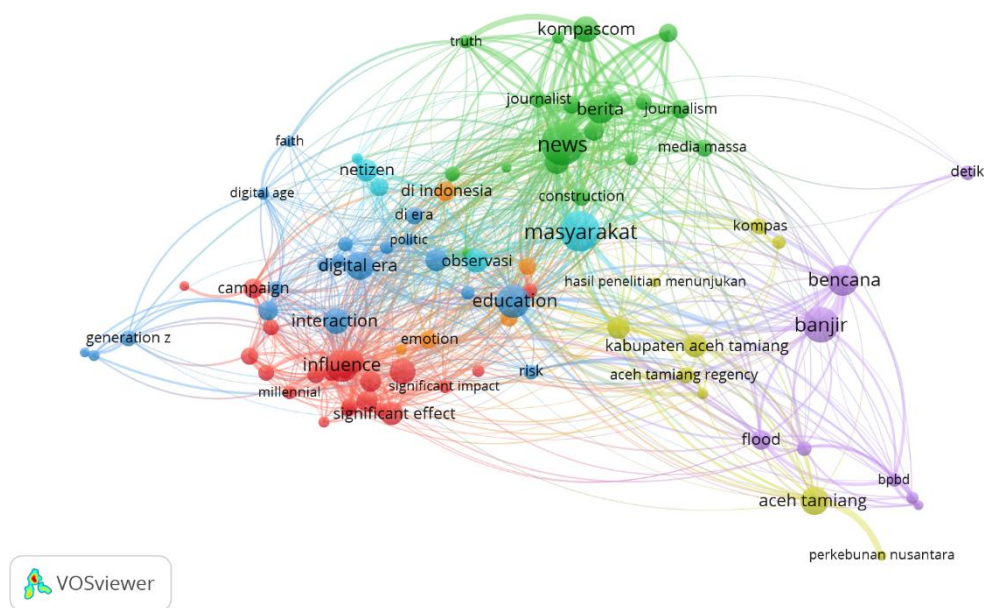 kompascom
truth
journalist
berita
journalism
news
media massa
faith
netizen
detik
digital age
di indonesia
construction
di era
masyarakat
kompas
politic
digital era
observasi
hasil penelitian menunjukan
bencana
campaign
education
interaction
banjir
generation z
emotion
kabupaten aceh tamiang
influence
risk
aceh tamiang regency
millennial
significant impact
significant effect
flood
bpbd
aceh tamiang
perkebunan nusantara
VOSviewer